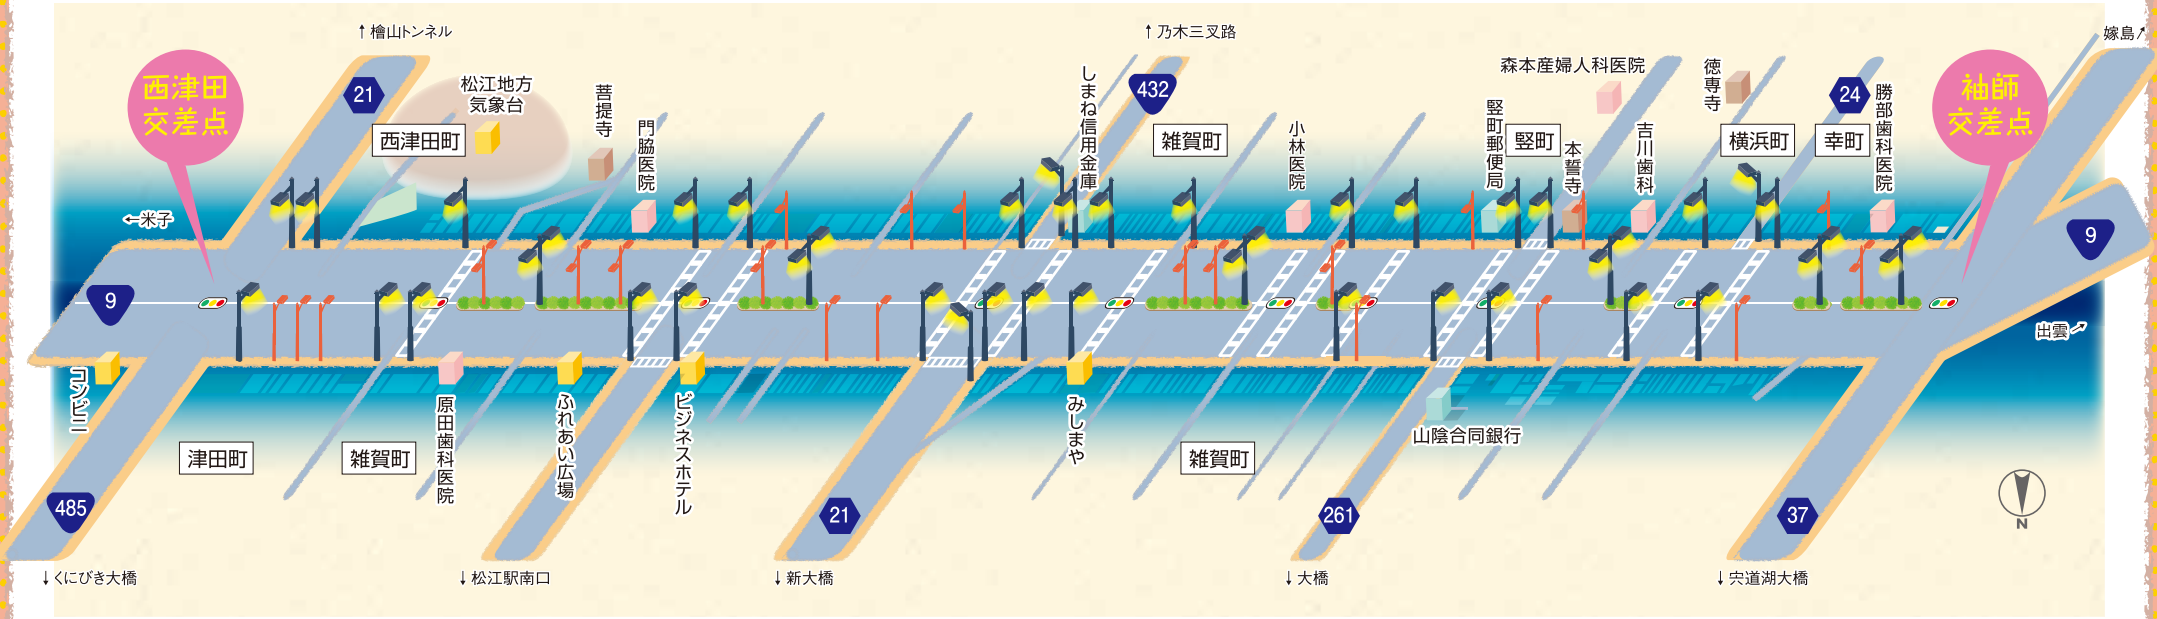 ↑檜山トンネル
↑乃木三叉路
嫁島↗
西津田
交差点
21
松江地方
気象台
菩提寺
門脇医院
西津田町
しまね信用金庫
432
雑賀町
小林医院
森本産婦人科医院
竪町郵便局
竪町
本誓寺
吉川歯科
徳専寺
横浜町
24
幸町
勝部歯科医院
袖師
交差点
←米子
9
9
出雲↗
コンビニ
津田町
雑賀町
原田歯科医院
ふれあい広場
ビジネスホテル
みしまや
雑賀町
山陰合同銀行
485
21
261
37
N
↓くにびき大橋
↓松江駅南口
↓新大橋
↓大橋
↓宍道湖大橋